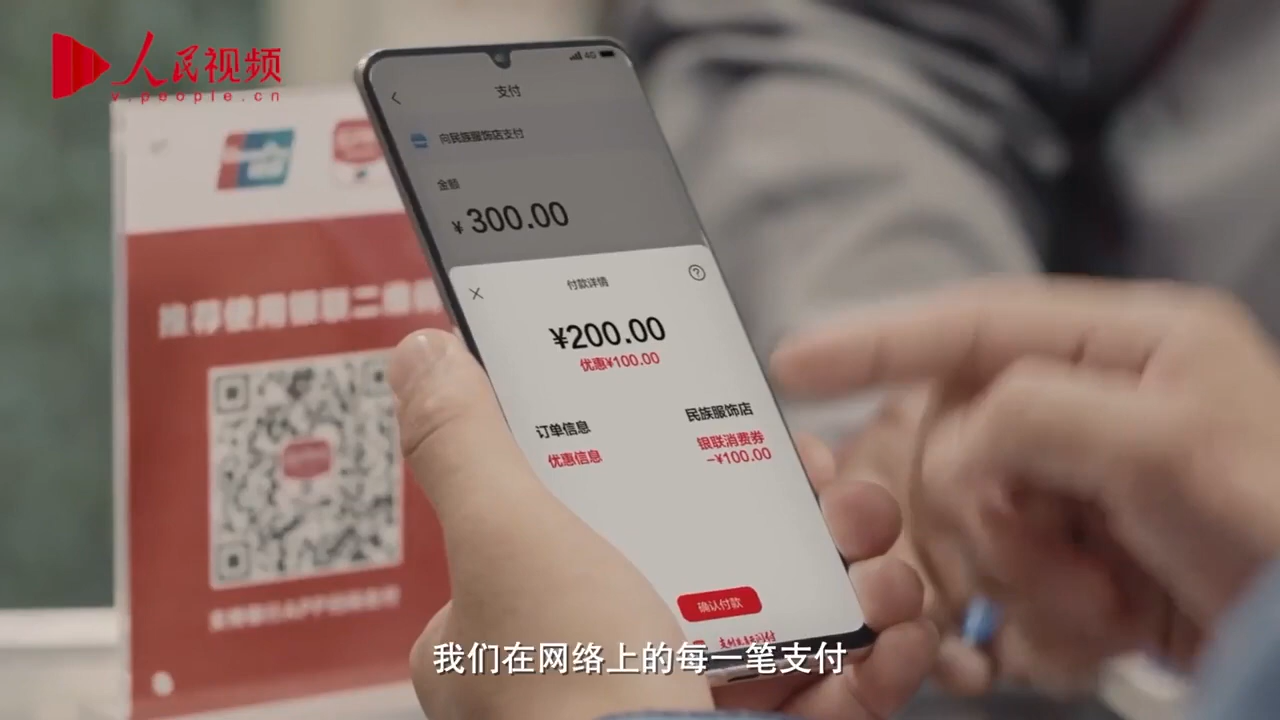 人民视频
v.people.cn
4G
支付
向民族服饰店支付
金额
¥300.00
付款详情
¥200.00
优惠¥100.00
订单信息 民族服饰店
优惠信息 银联消费券
-¥100.00
确认付款
推荐使用银联二维
我们在网络上的每一笔支付